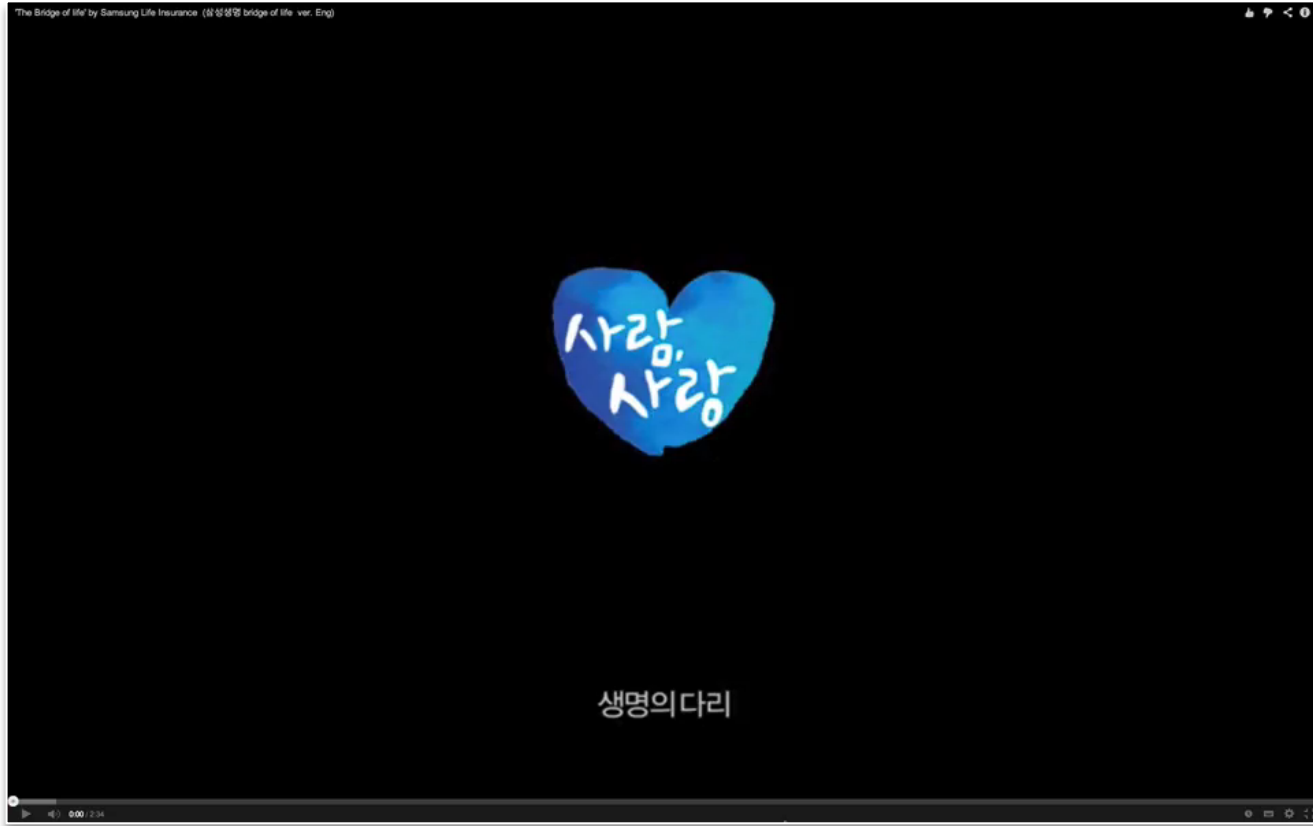 'The Bridge of life' by Samsung Life Insurance (삼성생명 bridge of life ver. Eng)
사람,
사랑
생명의 다리
0:00 / 2:34